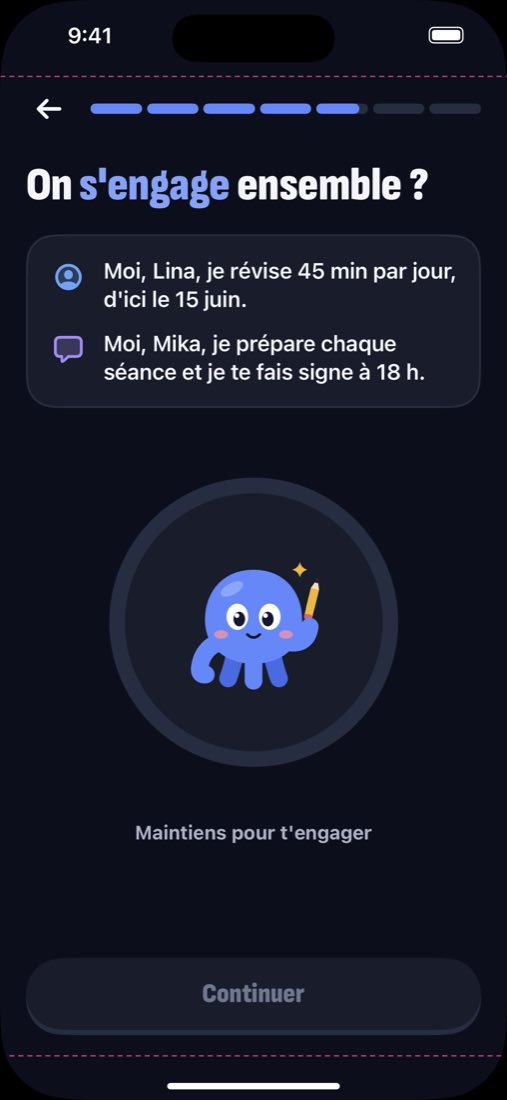 9:41
On s'engage ensemble ?
Moi, Lina, je révise 45 min par jour,
d'ici le 15 juin.
Moi, Mika, je prépare chaque
séance et je te fais signe à 18 h.
Maintiens pour t'engager
Continuer